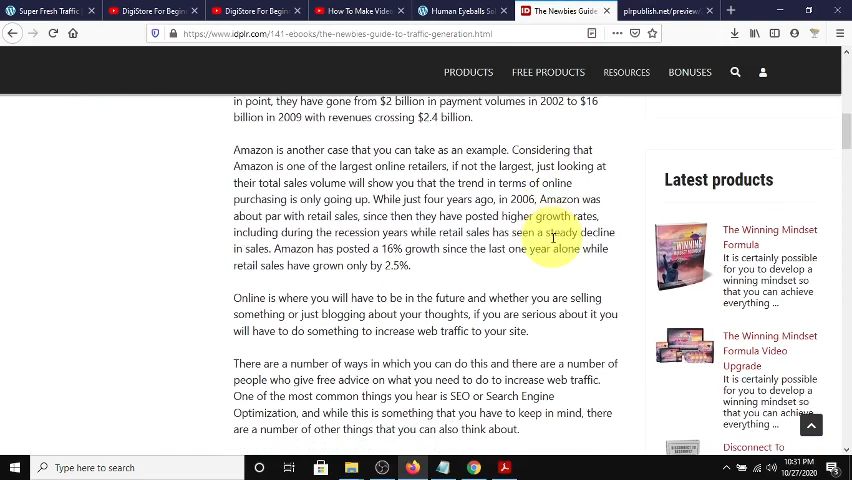 Super Fresh Traffic
DigiStore For Begin
DigiStore For Begin
How To Make Video
Human Eyeballs Sol
The Newbies Guide
plrpublish.net/preview/
https://www.idplr.com/141-ebooks/the-newbies-guide-to-traffic-generation.html
PRODUCTS FREE PRODUCTS RESOURCES BONUSES
in point, they have gone from $2 billion in payment volumes in 2002 to $16
billion in 2009 with revenues crossing $2.4 billion.
Amazon is another case that you can take as an example. Considering that
Amazon is one of the largest online retailers, if not the largest, just looking at
their total sales volume will show you that the trend in terms of online
purchasing is only going up. While just four years ago, in 2006, Amazon was
about par with retail sales, since then they have posted higher growth rates,
including during the recession years while retail sales has seen a steady decline
in sales. Amazon has posted a 16% growth since the last one year alone while
retail sales have grown only by 2.5%.
Online is where you will have to be in the future and whether you are selling
something or just blogging about your thoughts, if you are serious about it you
will have to do something to increase web traffic to your site.
There are a number of ways in which you can do this and there are a number of
people who give free advice on what you need to do to increase web traffic.
One of the most common things you hear is SEO or Search Engine
Optimization, and while this is something that you have to keep in mind, there
are a number of other things that you can also think about.
Latest products
The Winning Mindset
Formula
It is certainly possible
for you to develop a
winning mindset so
that you can achieve
everything ...
The Winning Mindset
Formula Video
Upgrade
It is certainly possible
for you to develop a
winning mindset so
that you can achieve
everything ...
Disconnect To
Type here to search
10:31 PM
10/27/2020